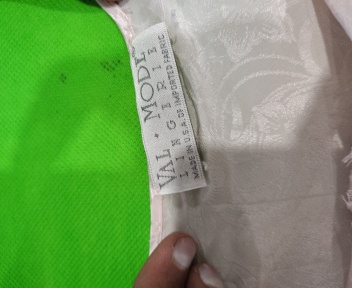 VAL • MODE
LINGERIE
MADE IN U.S.A. OF IMPORTED FABRIC